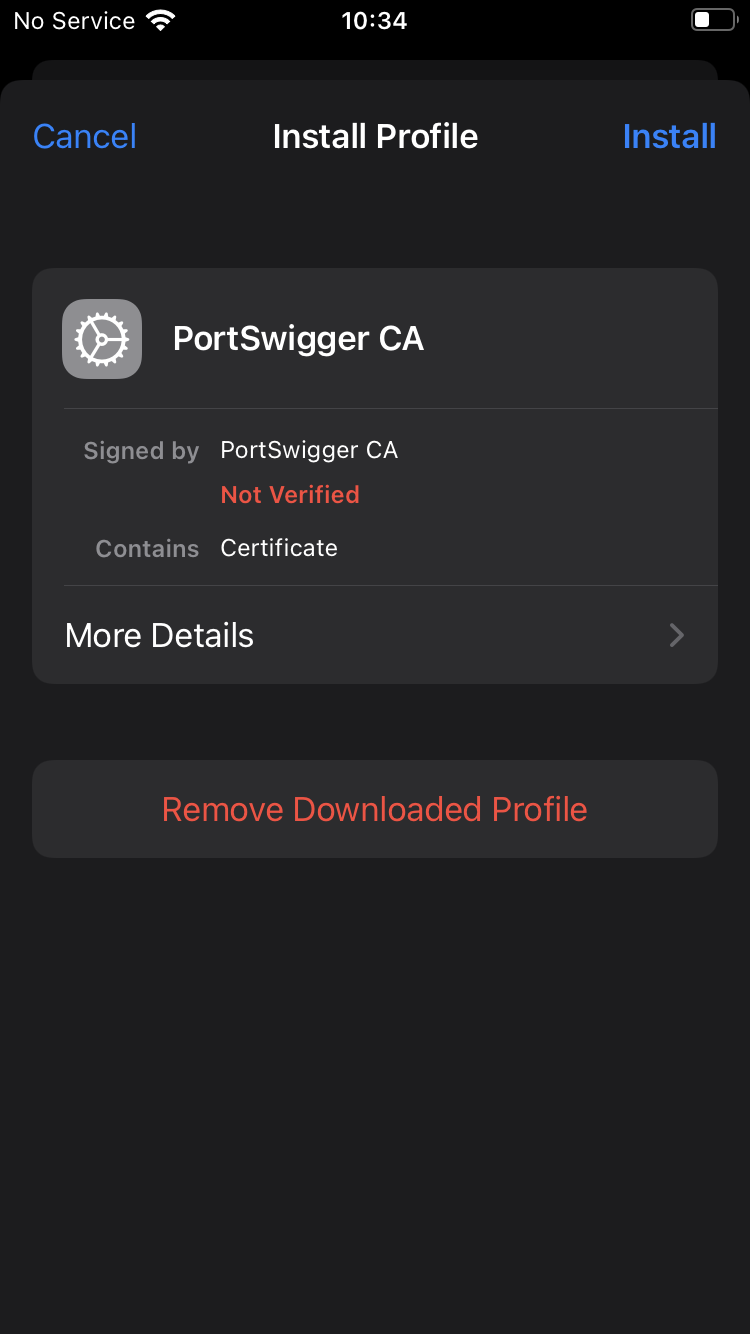 No Service
10:34
Cancel
Install Profile
Install
PortSwigger CA
Signed by PortSwigger CA
Not Verified
Contains Certificate
More Details
Remove Downloaded Profile